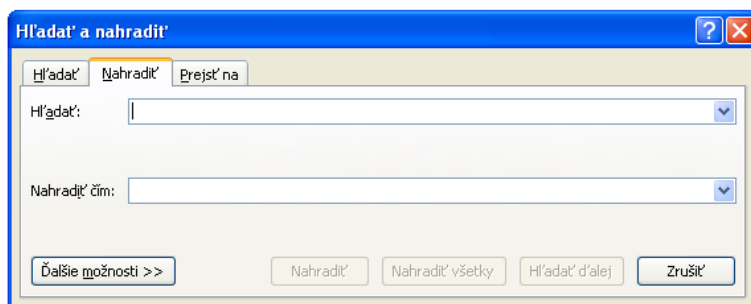 Hľadať a nahradiť
Hľadať Nahradiť Prejsť na
Hľadať:
Nahradiť čím:
Ďalšie možnosti >> Nahradiť Nahradiť všetky Hľadať ďalej Zrušiť